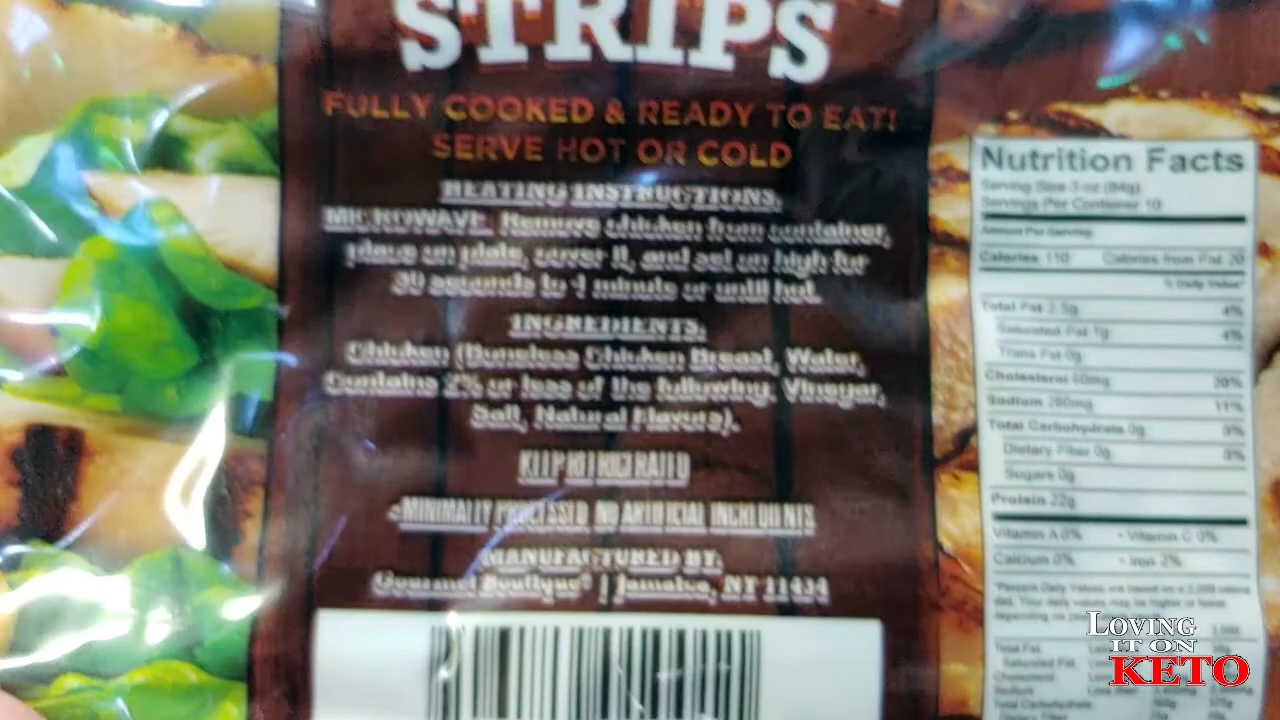 STRIPS
FULLY COOKED & READY TO EAT!
SERVE HOT OR COLD
HEATING INSTRUCTIONS:
MICROWAVE: Remove chicken from container,
place on plate, cover it, and set on high for
30 seconds to 1 minute or until hot.
INGREDIENTS:
Chicken (Boneless Chicken Breast, Water,
Contains 2% or less of the following: Vinegar,
Salt, Natural Flavors).
KEEP REFRIGERATED
MINIMALLY PROCESSED NO ARTIFICIAL INGREDIENTS
MANUFACTURED BY:
Gourmet Boutique® | Jamaica, NY 11434
Nutrition Facts
Serving Size 3 oz (84g)
Servings Per Container 10
Amount Per Serving
Calories 110 Calories from Fat 20
% Daily Value*
Total Fat 2.5g 4%
Saturated Fat 1g 4%
Trans Fat 0g
Cholesterol 60mg 20%
Sodium 260mg 11%
Total Carbohydrate 0g 0%
Dietary Fiber 0g 0%
Sugars 0g
Protein 22g
Vitamin A 0% • Vitamin C 0%
Calcium 0% • Iron 2%
*Percent Daily Values are based on a 2,000 calorie
diet. Your daily values may be higher or lower
depending on
Total Fat
Saturated Fat
Cholesterol
Sodium Less than
Total Carbohydrate
Dietary Fiber
LOVING
IT ON
KETO